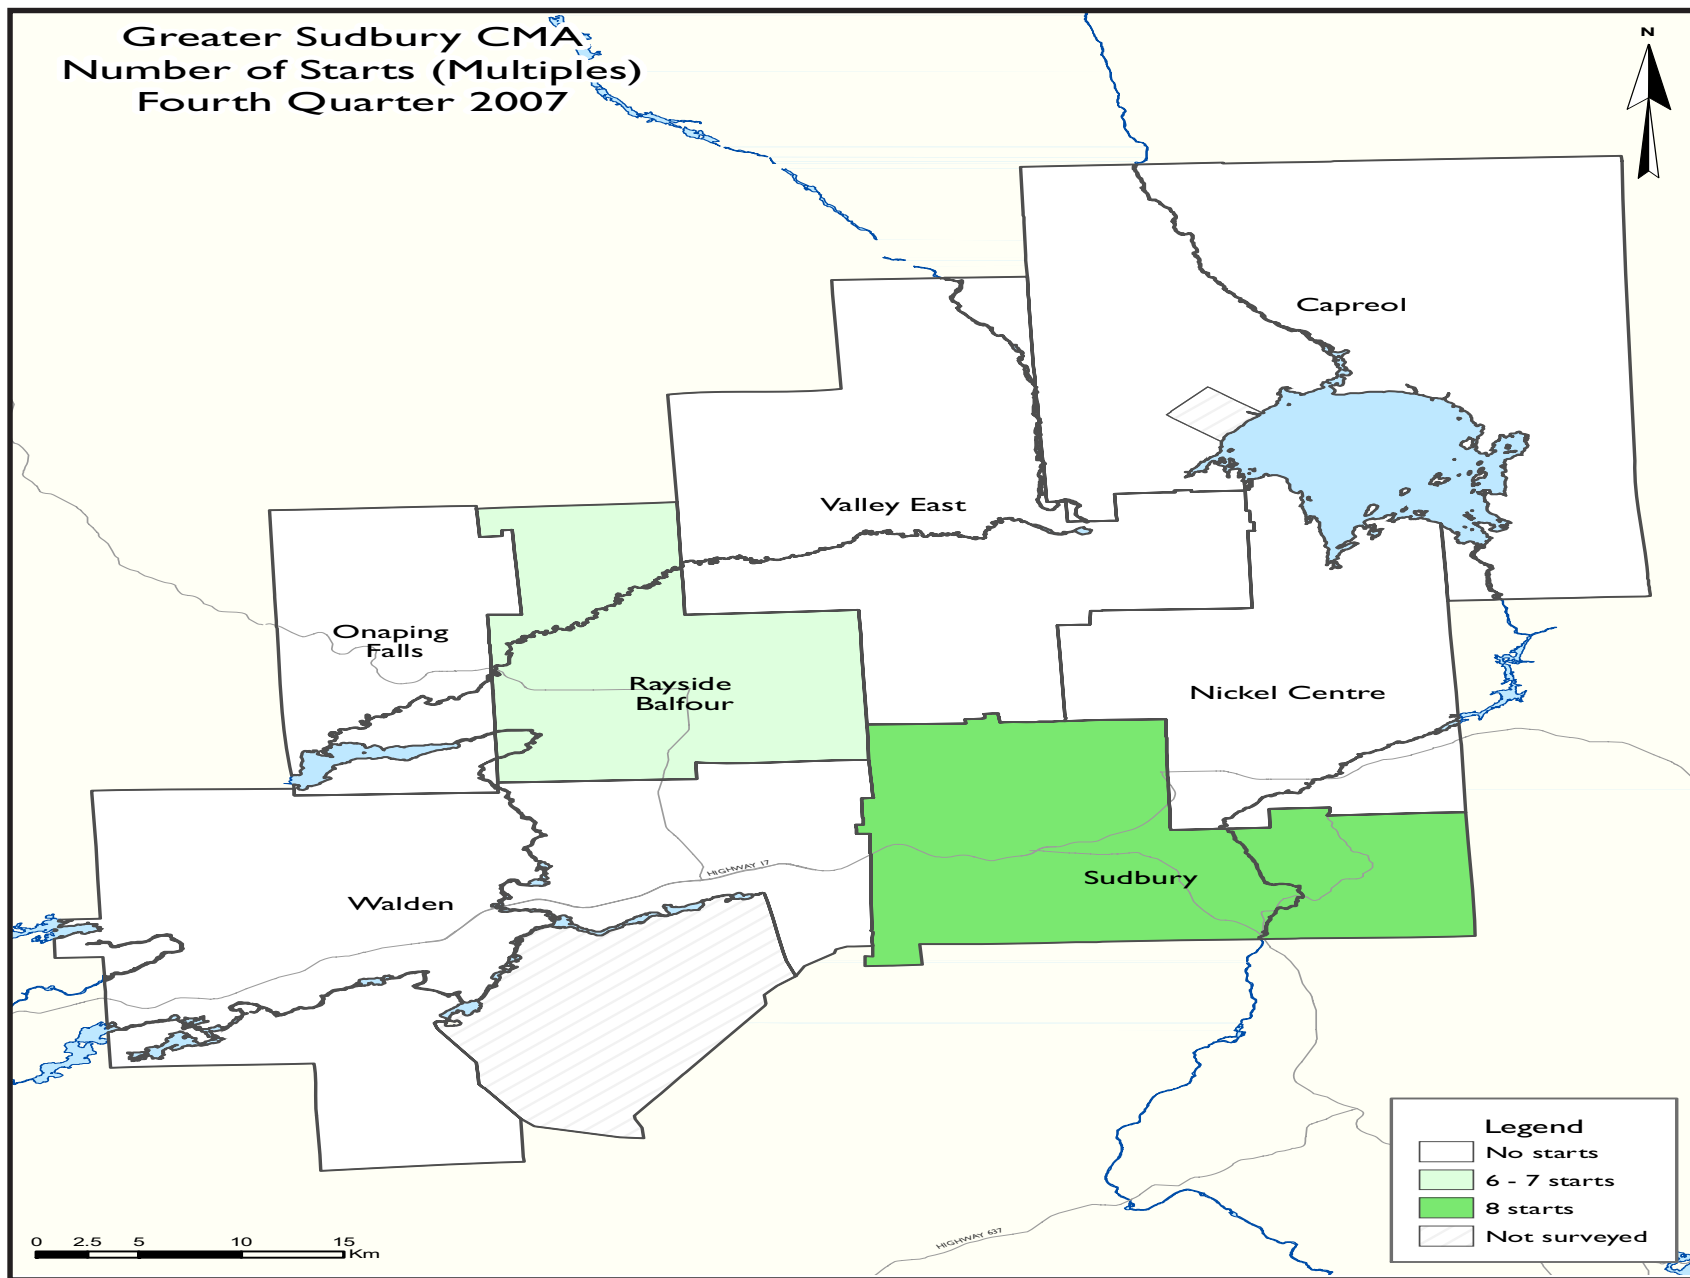 Greater Sudbury CMA
Number of Starts (Multiples)
Fourth Quarter 2007
N
Capreol
Valley East
Onaping
Falls
Rayside
Balfour
Nickel Centre
HIGHWAY 17
Sudbury
Walden
HIGHWAY 637
Legend
No starts
6 - 7 starts
8 starts
Not surveyed
0 2.5 5 10 15
Km